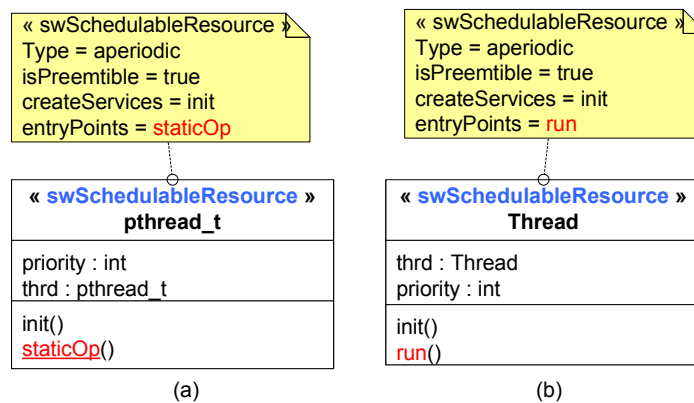 « swSchedulableResource »
Type = aperiodic
isPreemtible = true
createServices = init
entryPoints = staticOp
« swSchedulableResource »
pthread_t
priority : int
thrd : pthread_t
init()
staticOp()
(a)
« swSchedulableResource »
Type = aperiodic
isPreemtible = true
createServices = init
entryPoints = run
« swSchedulableResource »
Thread
thrd : Thread
priority : int
init()
run()
(b)